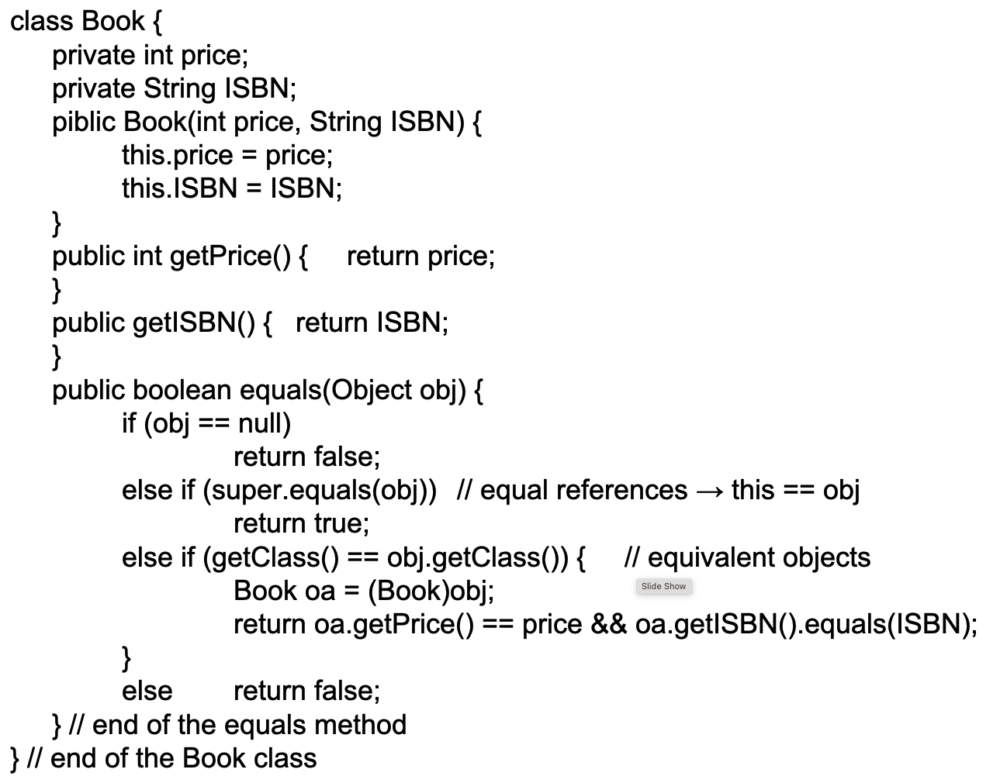 class Book {
private int price;
private String ISBN;
piblic Book(int price, String ISBN) {
this.price = price;
this.ISBN = ISBN;
}
public int getPrice() { return price;
}
public getISBN() { return ISBN;
}
public boolean equals(Object obj) {
if (obj == null)
return false;
else if (super.equals(obj)) // equal references → this == obj
return true;
else if (getClass() == obj.getClass()) { // equivalent objects
Book oa = (Book)obj;
Slide Show
return oa.getPrice() == price && oa.getISBN().equals(ISBN);
}
else return false;
} // end of the equals method
} // end of the Book class